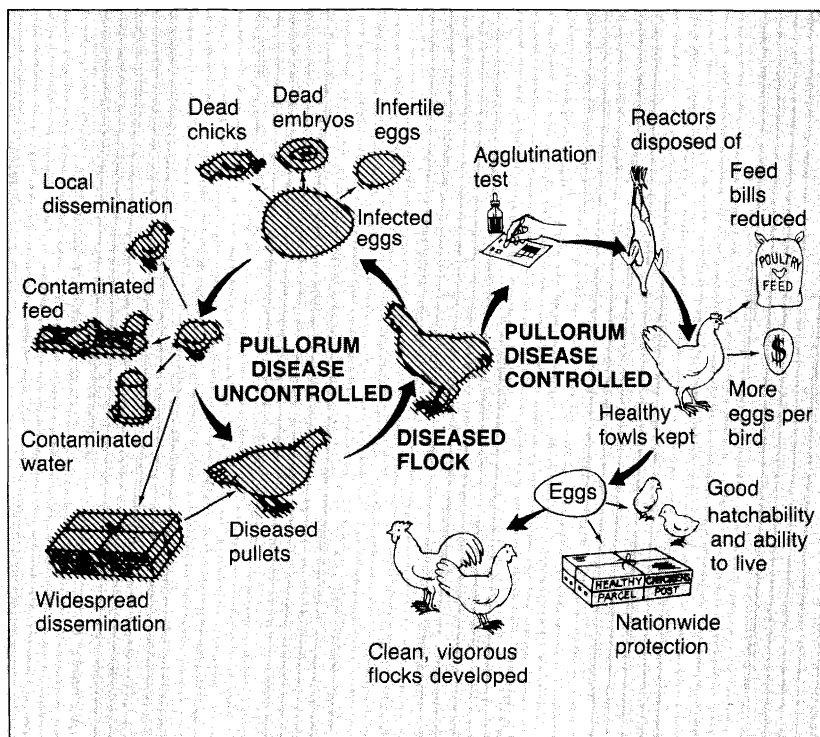 Dead
chicks
Dead
embryos
Infertile
eggs
Infected
eggs
Local
dissemination
Contaminated
feed
Contaminated
water
Widespread
dissemination
Diseased
pullets
PULLORUM
DISEASE
UNCONTROLLED
DISEASED
FLOCK
PULLORUM
DISEASE
CONTROLLED
Agglutination
test
Reactors
disposed of
Feed
bills
reduced
POULTRY
FEED
$
More
eggs per
bird
Healthy
fowls kept
Eggs
Good
hatchability
and ability
to live
HEALTHY CHICKENS
PARCEL POST
Nationwide
protection
Clean, vigorous
flocks developed